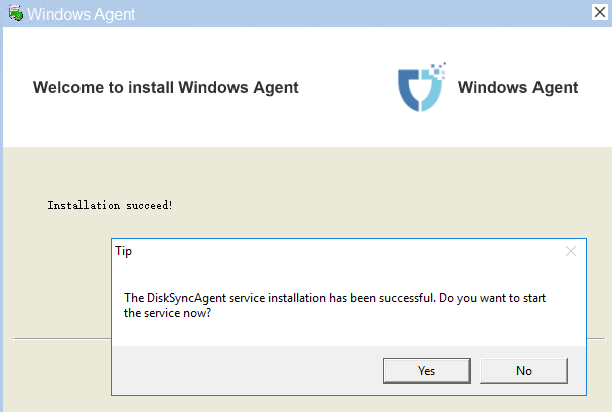 Windows Agent
Welcome to install Windows Agent
Windows Agent
Installation succeed!
Tip
The DiskSyncAgent service installation has been successful. Do you want to start
the service now?
Yes
No